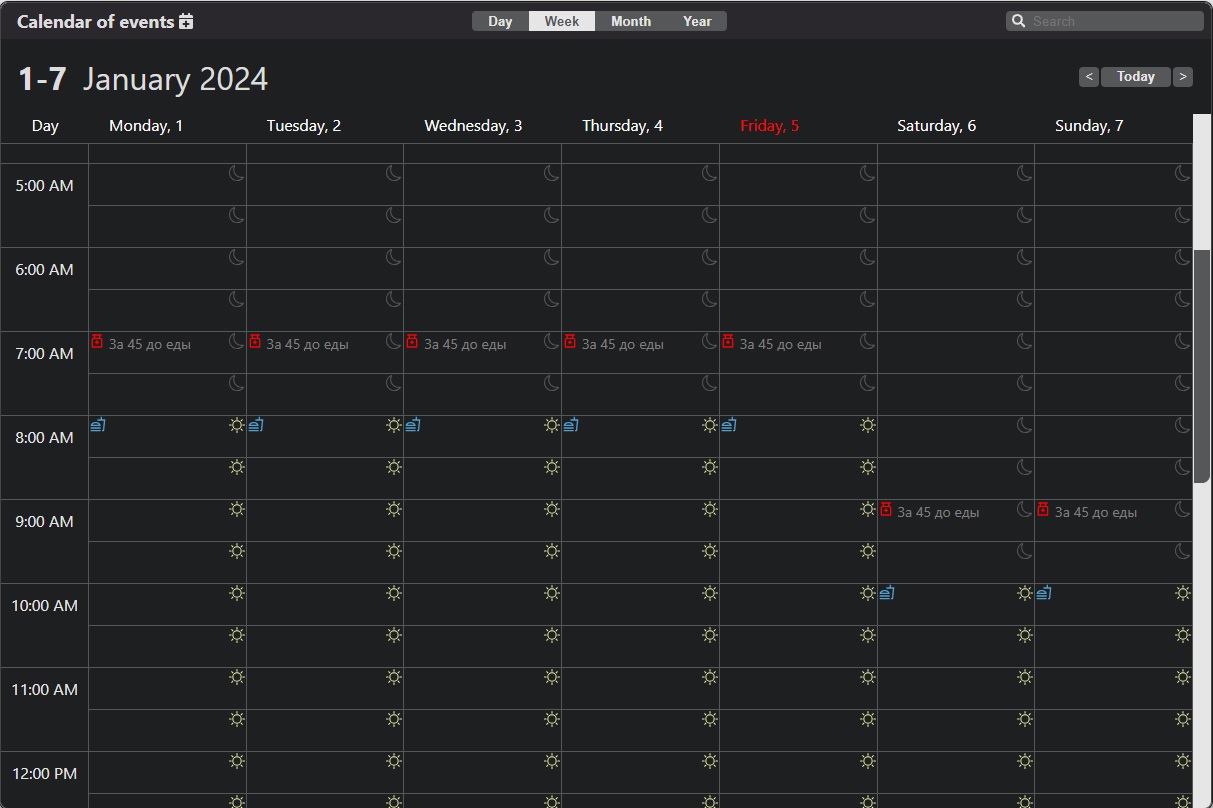 Calendar of events
Day Week Month Year
Search
1-7 January 2024
< Today >
Day Monday, 1 Tuesday, 2 Wednesday, 3 Thursday, 4 Friday, 5 Saturday, 6 Sunday, 7
5:00 AM
6:00 AM
7:00 AM За 45 до еды За 45 до еды За 45 до еды За 45 до еды За 45 до еды
8:00 AM
9:00 AM За 45 до еды За 45 до еды
10:00 AM
11:00 AM
12:00 PM